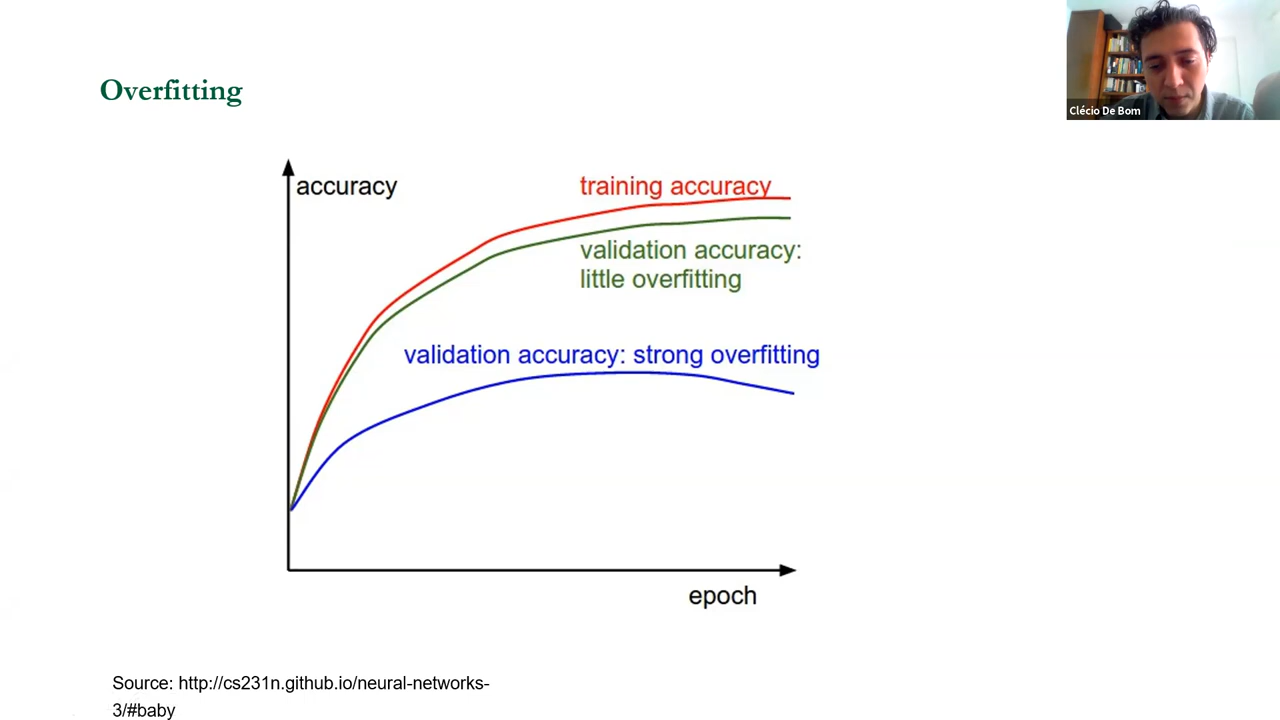 Overfitting
Clécio De Bom
accuracy
training accuracy
validation accuracy:
little overfitting
validation accuracy: strong overfitting
epoch
Source: http://cs231n.github.io/neural-networks-
3/#baby